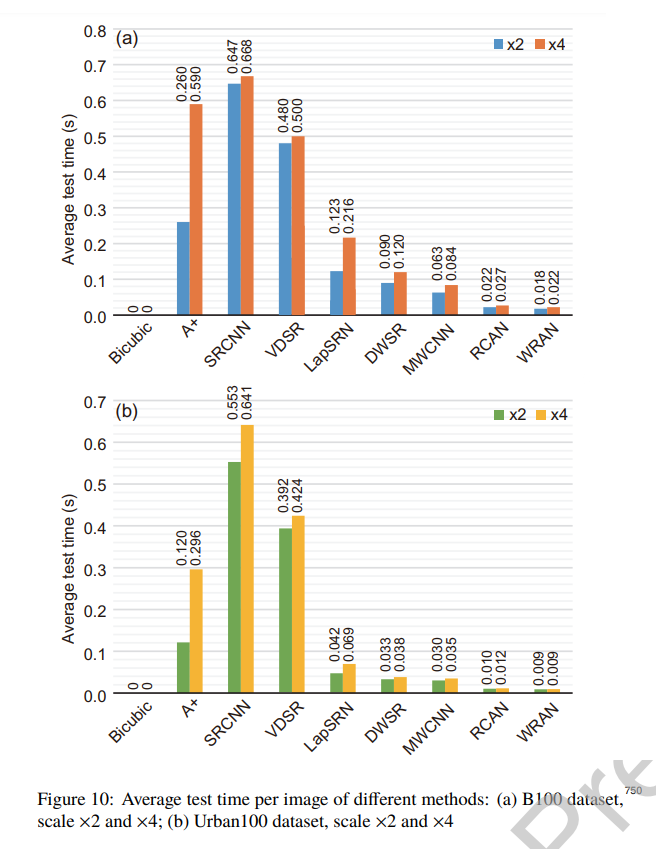 (a)
x2 x4
Average test time (s)
0.8
0.7
0.6
0.5
0.4
0.3
0.2
0.1
0.0
0
0
0.260
0.590
0.647
0.668
0.480
0.500
0.123
0.216
0.090
0.120
0.063
0.084
0.022
0.027
0.018
0.022
Bicubic
A+
SRCNN
VDSR
LapSRN
DWSR
MWCNN
RCAN
WRAN
(b)
x2 x4
Average test time (s)
0.7
0.6
0.5
0.4
0.3
0.2
0.1
0.0
0
0
0.120
0.296
0.553
0.641
0.392
0.424
0.042
0.069
0.033
0.038
0.030
0.035
0.010
0.012
0.009
0.009
Bicubic
A+
SRCNN
VDSR
LapSRN
DWSR
MWCNN
RCAN
WRAN
Figure 10: Average test time per image of different methods: (a) B100 dataset, 750
scale ×2 and ×4; (b) Urban100 dataset, scale ×2 and ×4
Pre